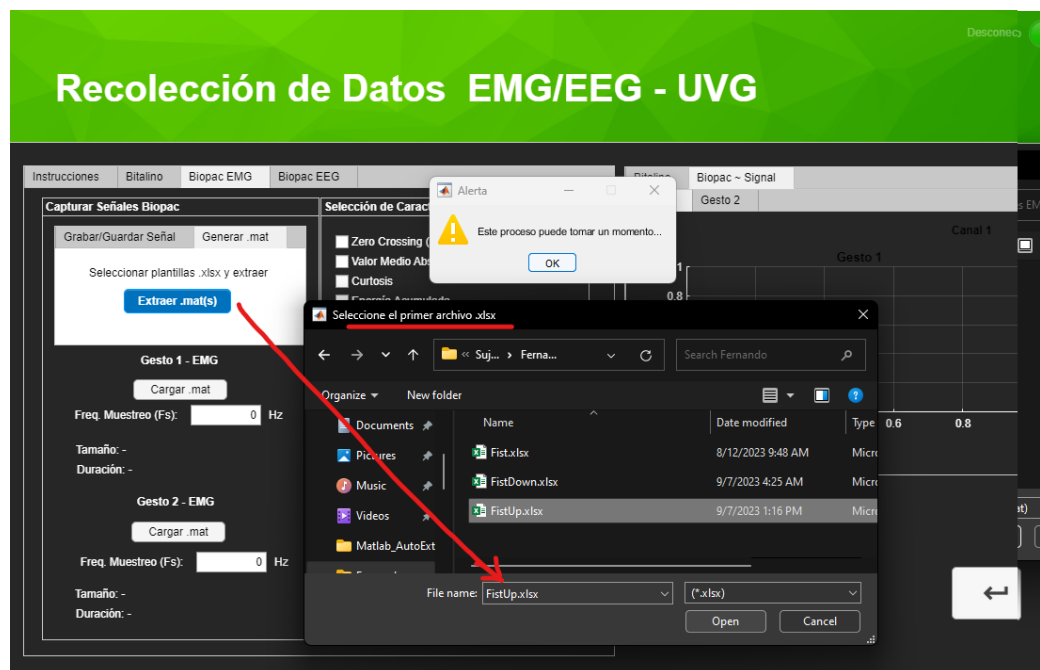 Desconec
Recolección de Datos EMG/EEG - UVG
Instrucciones
Bitalino
Biopac EMG
Biopac EEG
Bitalino
Biopac ~ Signal
Gesto 2
Capturar Señales Biopac
Grabar/Guardar Señal
Generar .mat
Seleccionar plantillas .xlsx y extraer
Extraer .mat(s)
Gesto 1 - EMG
Cargar .mat
Freq. Muestreo (Fs):
0
Hz
Tamaño: -
Duración: -
Gesto 2 - EMG
Cargar .mat
Freq. Muestreo (Fs):
0
Hz
Tamaño: -
Duración: -
Selección de Caract
Zero Crossing (
Valor Medio Abs
Curtosis
Energía Acumulada
Alerta
Este proceso puede tomar un momento...
OK
Canal 1
Gesto 1
1
0.8
0.6
0.8
s EM
at)
Seleccione el primer archivo .xlsx
« Suj... › Ferna...
Search Fernando
Organize
New folder
Documents
Pictures
Music
Videos
Matlab_AutoExt
Name
Date modified
Type
Fist.xlsx
8/12/2023 9:48 AM
Micro
FistDown.xlsx
9/7/2023 4:25 AM
Micro
FistUp.xlsx
9/7/2023 1:16 PM
Micro
File name:
FistUp.xlsx
(*.xlsx)
Open
Cancel